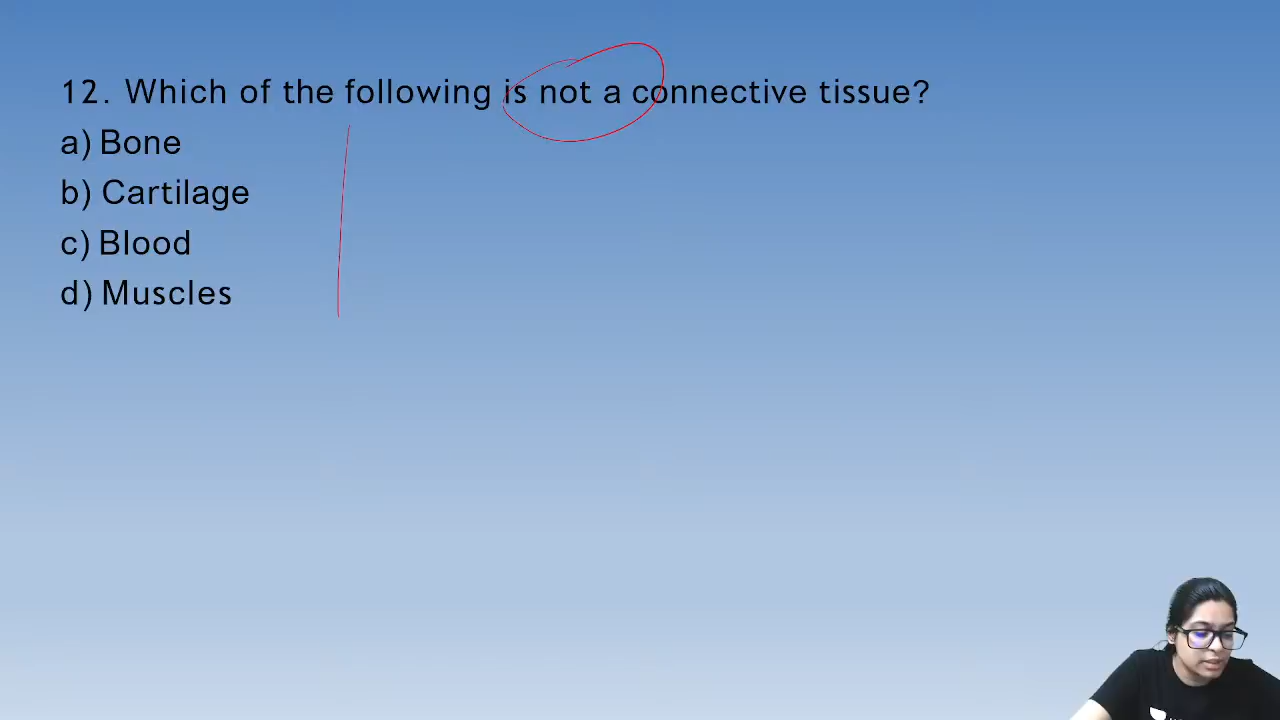 12. Which of the following is not a connective tissue?
a) Bone
b) Cartilage
c) Blood
d) Muscles